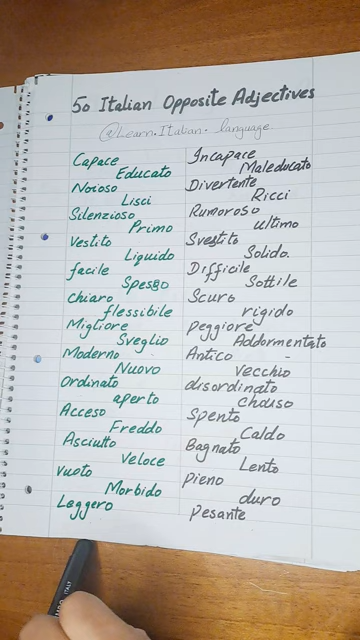 50 Italian Opposite Adjectives
@Learn.Italian.language
Capace Incapace
Educato Maleducato
Noioso Divertente
Lisci Ricci
Silenzioso Rumoroso
Primo ultimo
Vestito Svestito
Liquido Solido.
facile Difficile
Spesso Sottile
chiaro Scuro
flessibile rigido
Migliore peggiore
Sveglio Addormentato
Moderno Antico
Nuovo vecchio
Ordinato disordinato
aperto chiuso
Acceso Spento
Freddo Caldo
Asciutto Bagnato
Veloce Lento
vuoto pieno
Morbido duro
Leggero pesante